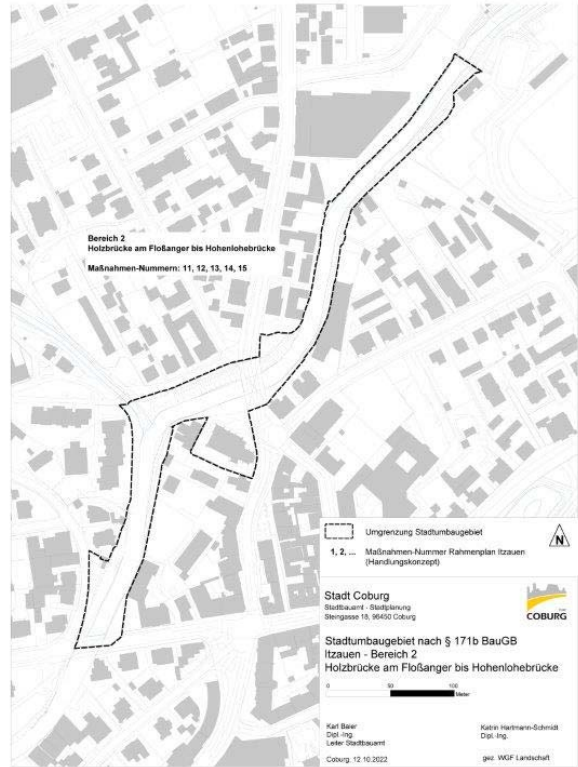 Bereich 2
Holzbrücke am Floßanger bis Hohenlohebrücke
Maßnahmen-Nummern: 11, 12, 13, 14, 15
Umgrenzung Stadtumbaugebiet
1, 2, ... Maßnahmen-Nummer Rahmenplan Itzauen
(Handlungskonzept)
N
Stadt Coburg
Stadtbauamt - Stadtplanung
Steingasse 18, 96450 Coburg
COBURG
Stadtumbaugebiet nach § 171b BauGB
Itzauen - Bereich 2
Holzbrücke am Floßanger bis Hohenlohebrücke
0 50 100
Meter
Karl Baier
Dipl.-Ing.
Leiter Stadtbauamt
Katrin Hartmann-Schmidt
Dipl.-Ing.
Coburg, 12.10.2022
gez. WGF Landschaft